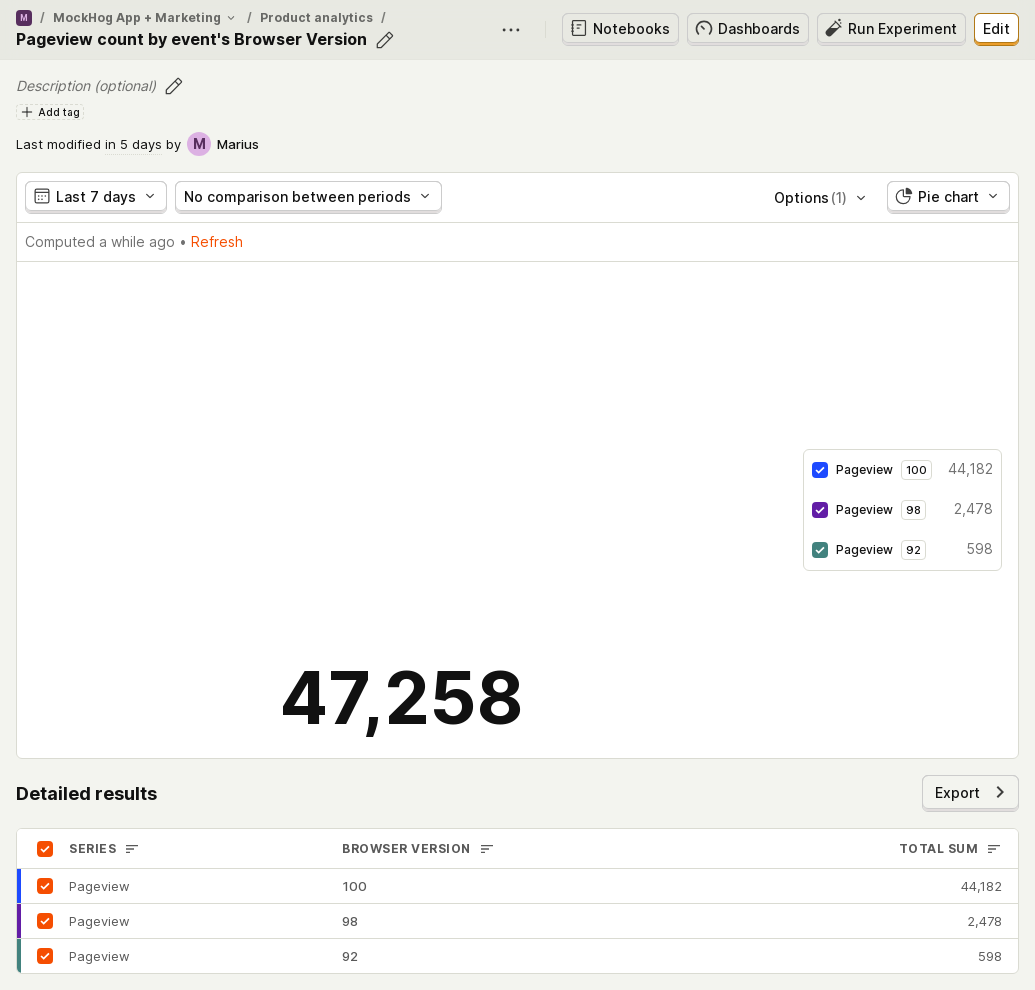 M / MockHog App + Marketing / Product analytics /
Pageview count by event's Browser Version
Notebooks Dashboards Run Experiment Edit
Description (optional)
Add tag
Last modified in 5 days by M Marius
Last 7 days No comparison between periods Options (1) Pie chart
Computed a while ago • Refresh
Pageview 100 44,182
Pageview 98 2,478
Pageview 92 598
47,258
Detailed results
Export
SERIES BROWSER VERSION TOTAL SUM
Pageview 100 44,182
Pageview 98 2,478
Pageview 92 598